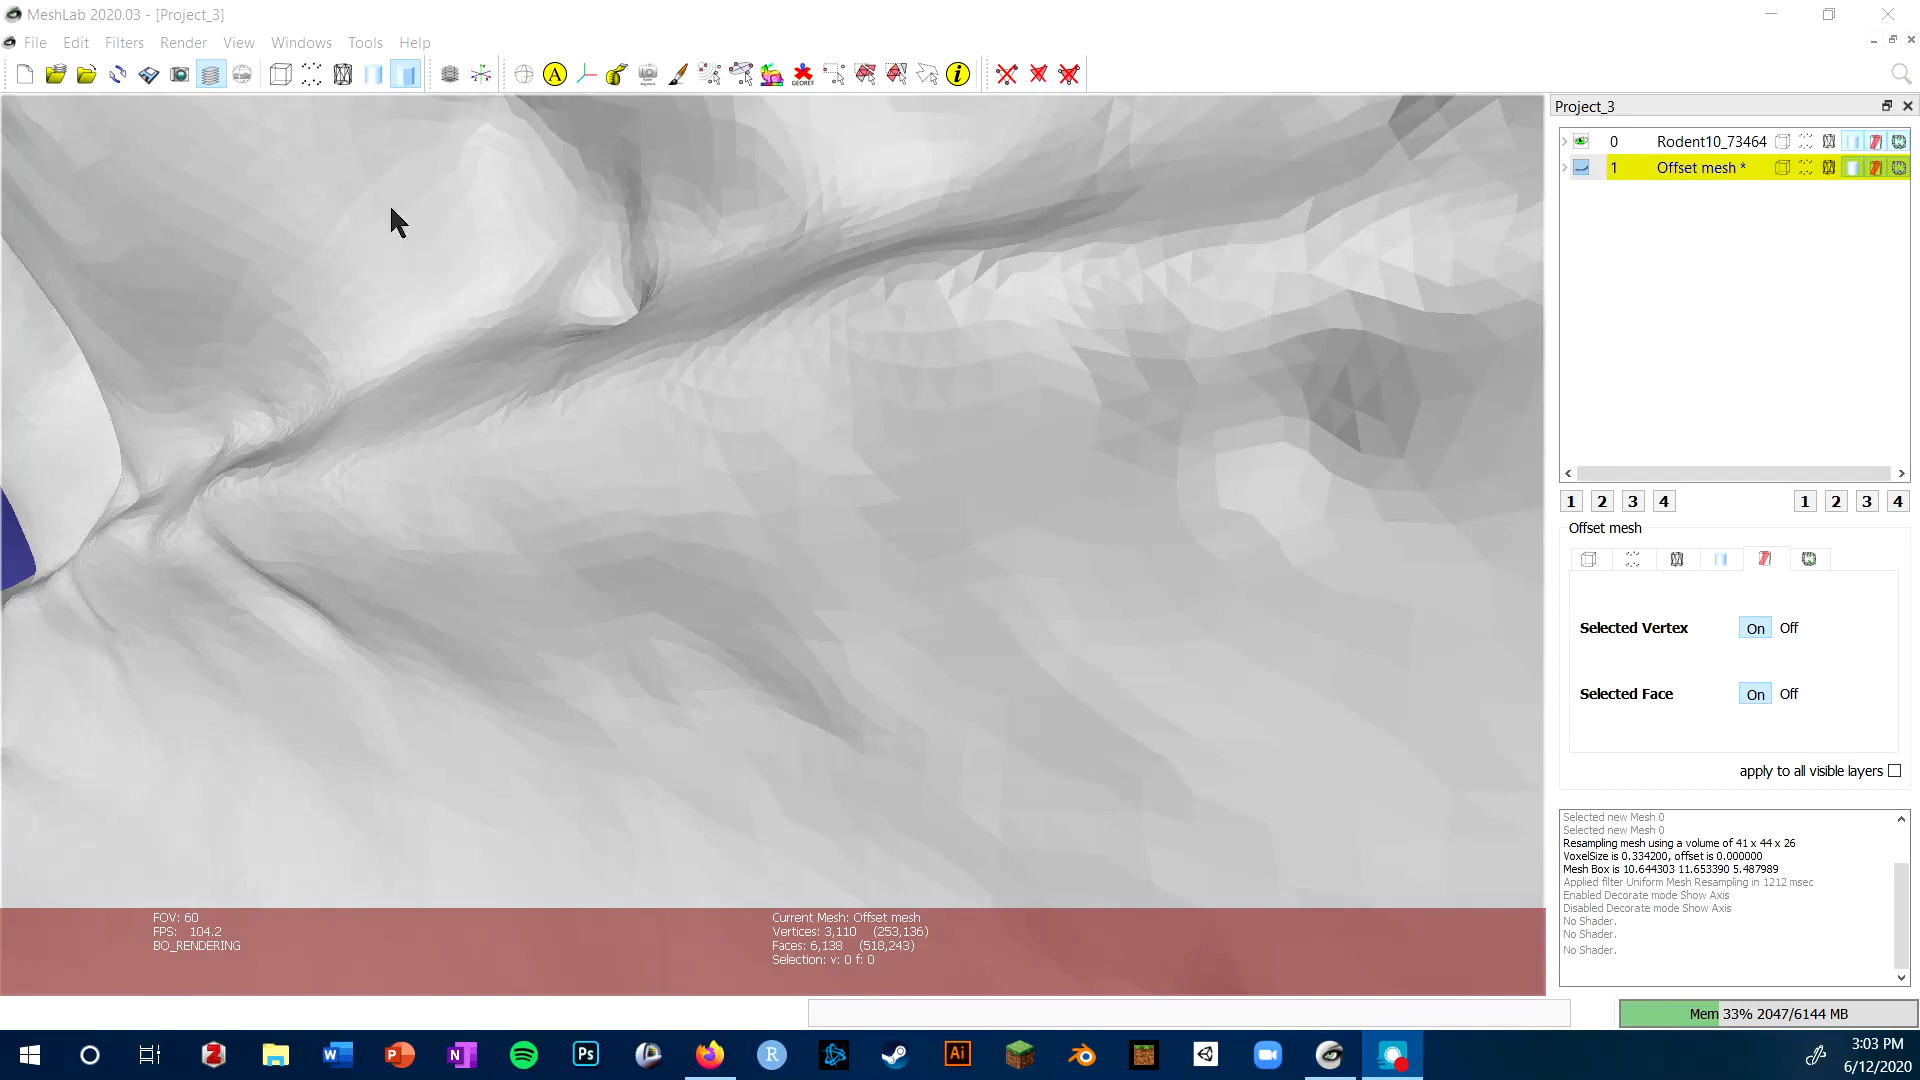 MeshLab 2020.03 - [Project_3]
File Edit Filters Render View Windows Tools Help
A
GEOREF
i
Project_3
0 Rodent10_73464
1 Offset mesh *
1 2 3 4 1 2 3 4
Offset mesh
Selected Vertex On Off
Selected Face On Off
apply to all visible layers
Selected new Mesh 0
Selected new Mesh 0
Resampling mesh using a volume of 41 x 44 x 26
VoxelSize is 0.334200, offset is 0.000000
Mesh Box is 10.644303 11.653390 5.487989
Applied filter Uniform Mesh Resampling in 1212 msec
Enabled Decorate mode Show Axis
Disabled Decorate mode Show Axis
No Shader.
No Shader.
No Shader.
FOV: 60
FPS: 104.2
BO_RENDERING
Current Mesh: Offset mesh
Vertices: 3,110 (253,136)
Faces: 6,138 (518,243)
Selection: v: 0 f: 0
Mem 33% 2047/6144 MB
Z W P N Ps R Ai
3:03 PM
6/12/2020